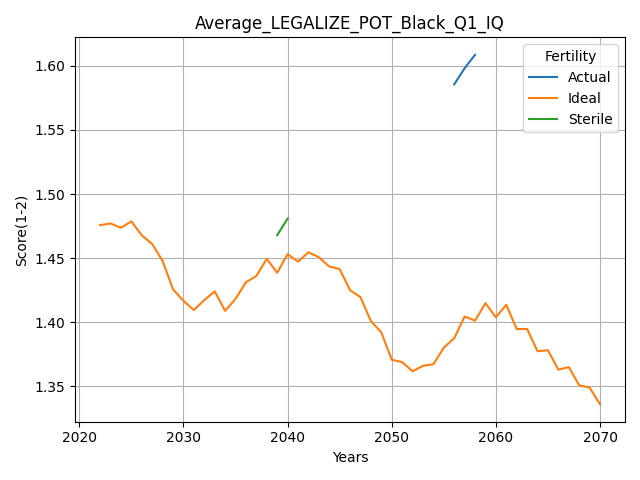 Average_LEGALIZE_POT_Black_Q1_IQ
Score(1-2)
1.60
1.55
1.50
1.45
1.40
1.35
Fertility
Actual
Ideal
Sterile
2020
2030
2040
2050
2060
2070
Years